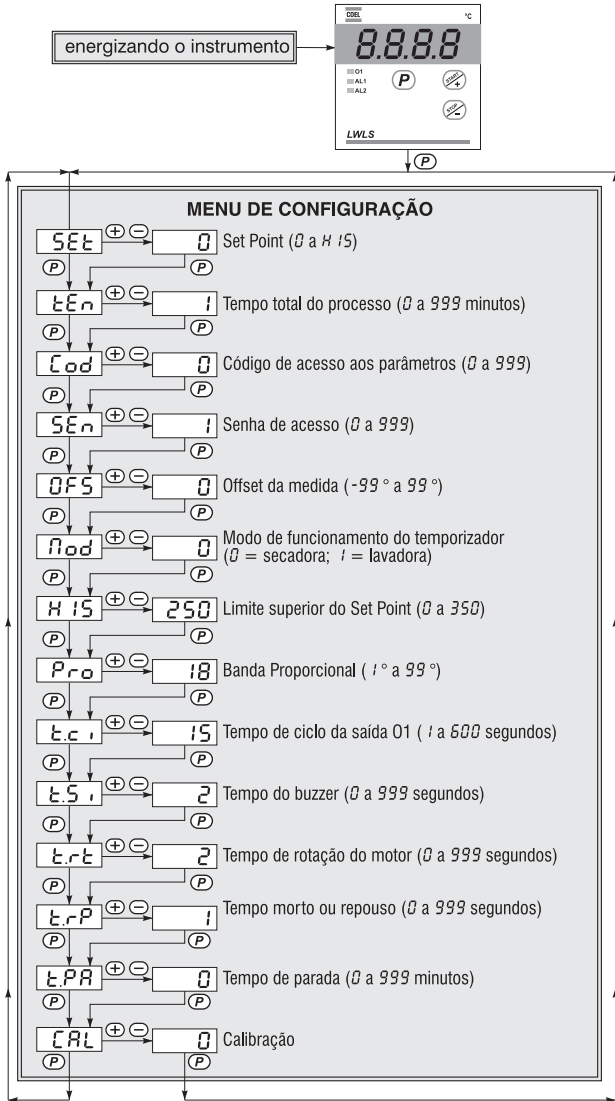 COEL °C
energizando o instrumento
8.8.8.8
O1
AL1
AL2
P
START +
STOP −
LWLS
P
MENU DE CONFIGURAÇÃO
SEt + − 0 Set Point (0 a H IS)
P P
tEn + − 1 Tempo total do processo (0 a 999 minutos)
P P
Cod + − 0 Código de acesso aos parâmetros (0 a 999)
P P
SEn + − 1 Senha de acesso (0 a 999)
P P
OFS + − 0 Offset da medida (-99 ° a 99 °)
P P
Mod + − 0 Modo de funcionamento do temporizador
(0 = secadora; 1 = lavadora)
P P
H IS + − 250 Limite superior do Set Point (0 a 350)
P P
Pro + − 18 Banda Proporcional (1° a 99 °)
P P
t.c i + − 15 Tempo de ciclo da saída O1 (1 a 600 segundos)
P P
t.S i + − 2 Tempo do buzzer (0 a 999 segundos)
P P
t.rt + − 2 Tempo de rotação do motor (0 a 999 segundos)
P P
t.rP + − 1 Tempo morto ou repouso (0 a 999 segundos)
P P
t.PA + − 0 Tempo de parada (0 a 999 minutos)
P P
CAL + − 0 Calibração
P P